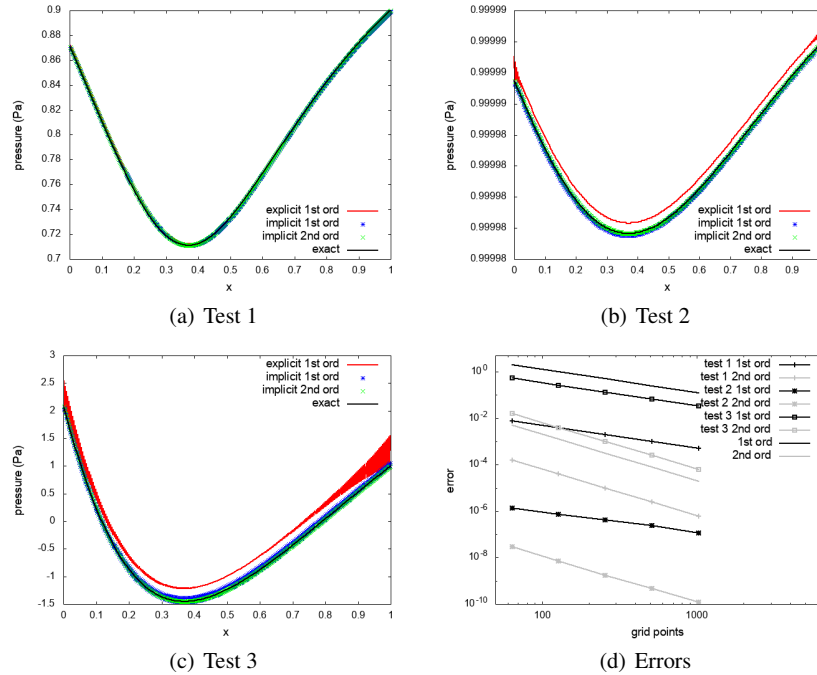 0.9
0.88
0.86
0.84
0.82
0.8
0.78
0.76
0.74
0.72
0.7
0 0.1 0.2 0.3 0.4 0.5 0.6 0.7 0.8 0.9 1
pressure (Pa)
x
explicit 1st ord
implicit 1st ord
implicit 2nd ord
exact
(a) Test 1
0.99999
0.99999
0.99999
0.99999
0.99998
0.99998
0.99998
0.99998
0 0.1 0.2 0.3 0.4 0.5 0.6 0.7 0.8 0.9
pressure (Pa)
x
explicit 1st ord
implicit 1st ord
implicit 2nd ord
exact
(b) Test 2
3
2.5
2
1.5
1
0.5
0
-0.5
-1
-1.5
0 0.1 0.2 0.3 0.4 0.5 0.6 0.7 0.8 0.9 1
pressure (Pa)
x
explicit 1st ord
implicit 1st ord
implicit 2nd ord
exact
(c) Test 3
10^0
10^-2
10^-4
10^-6
10^-8
10^-10
100 1000
error
grid points
test 1 1st ord
test 1 2nd ord
test 2 1st ord
test 2 2nd ord
test 3 1st ord
test 3 2nd ord
1st ord
2nd ord
(d) Errors